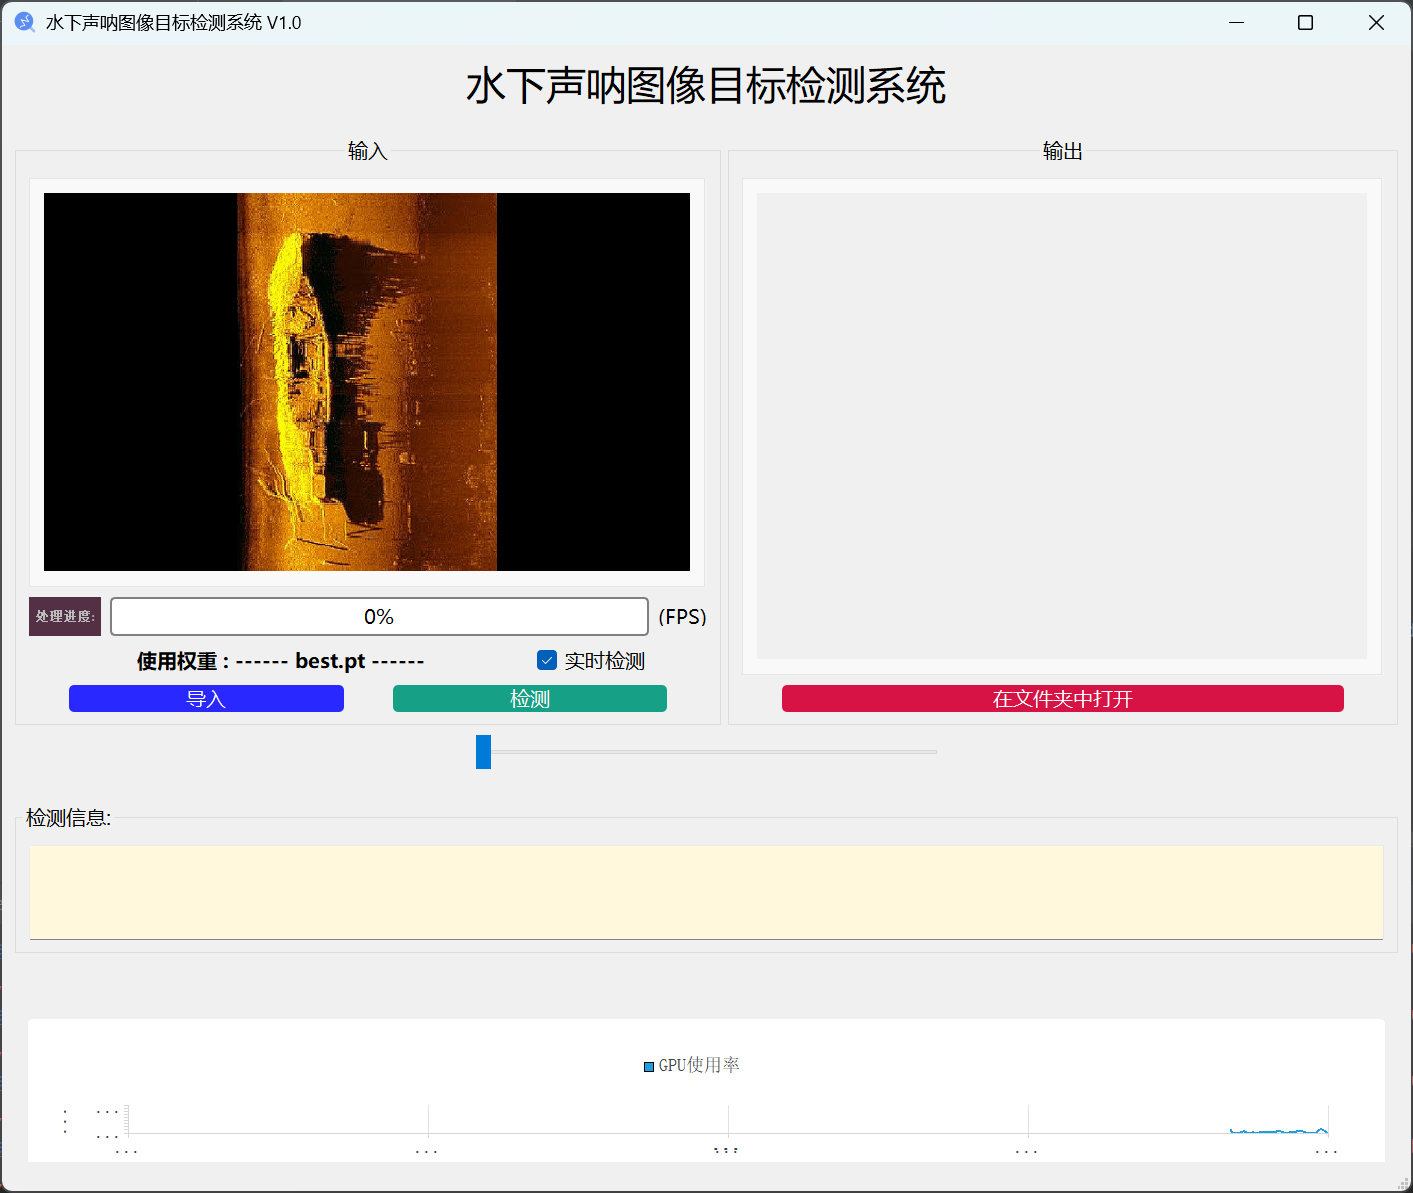 水下声呐图像目标检测系统 V1.0
水下声呐图像目标检测系统
输入
输出
处理进度:
0%
(FPS)
使用权重 : ------ best.pt ------
实时检测
导入
检测
在文件夹中打开
检测信息:
GPU使用率
... 
...
... ... ... ... ...